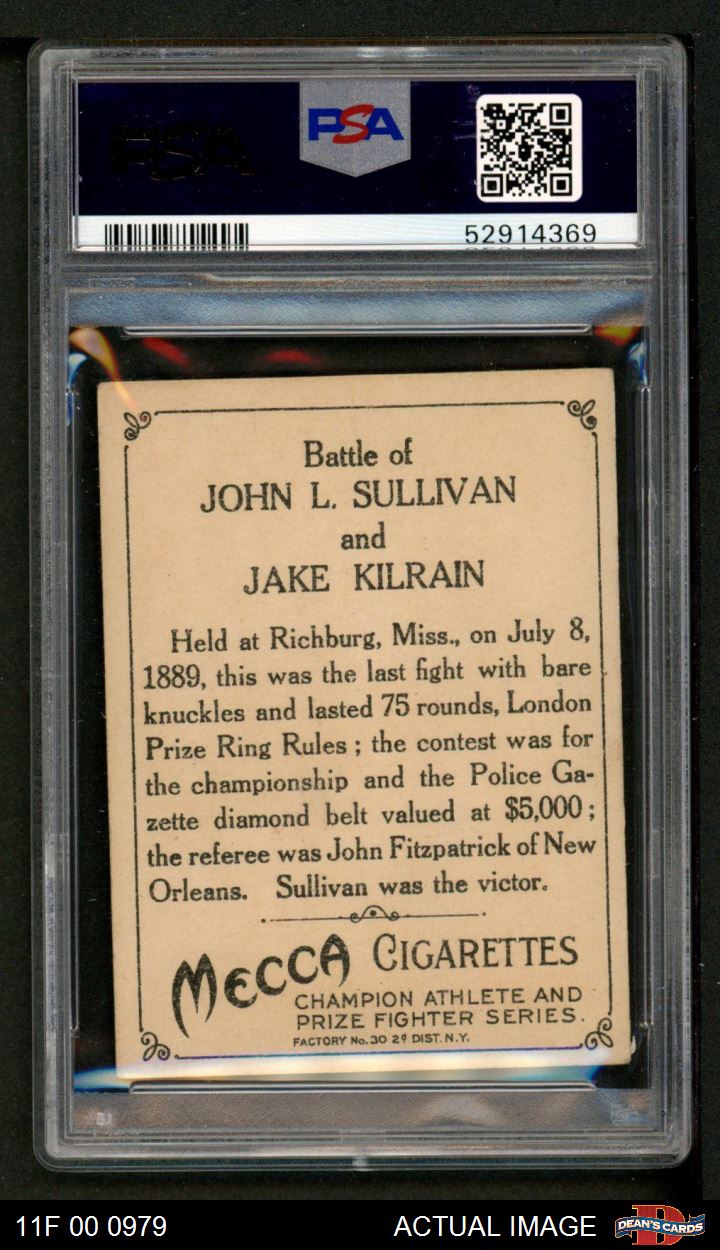 PSA
52914369
Battle of
JOHN L. SULLIVAN
and
JAKE KILRAIN
Held at Richburg, Miss., on July 8,
1889, this was the last fight with bare
knuckles and lasted 75 rounds, London
Prize Ring Rules; the contest was for
the championship and the Police Ga-
zette diamond belt valued at $5,000;
the referee was John Fitzpatrick of New
Orleans. Sullivan was the victor.
MECCA CIGARETTES
CHAMPION ATHLETE AND
PRIZE FIGHTER SERIES.
FACTORY No. 30 2d DIST. N.Y.
11F 00 0979 ACTUAL IMAGE DEAN'S CARDS